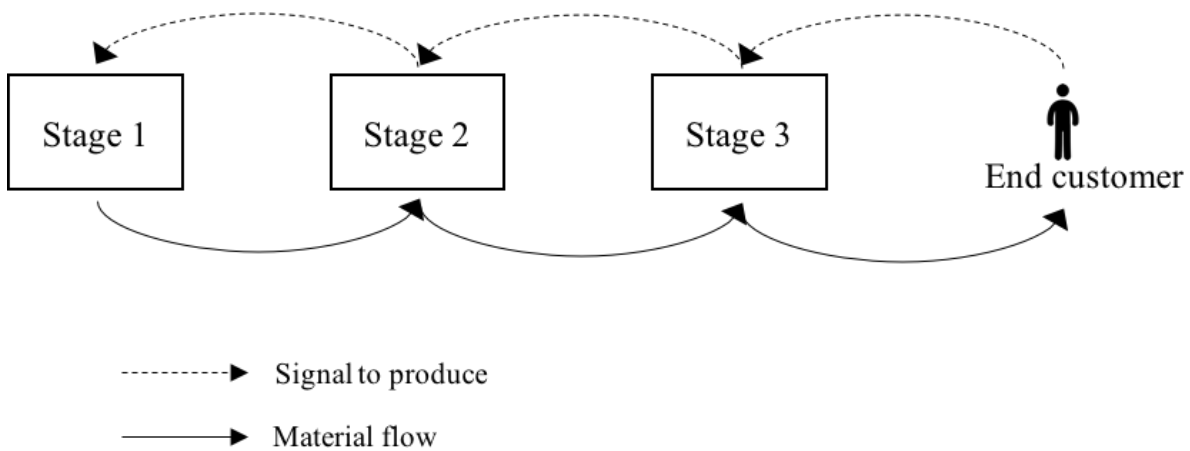 Stage 1
Stage 2
Stage 3
End customer
Signal to produce
Material flow